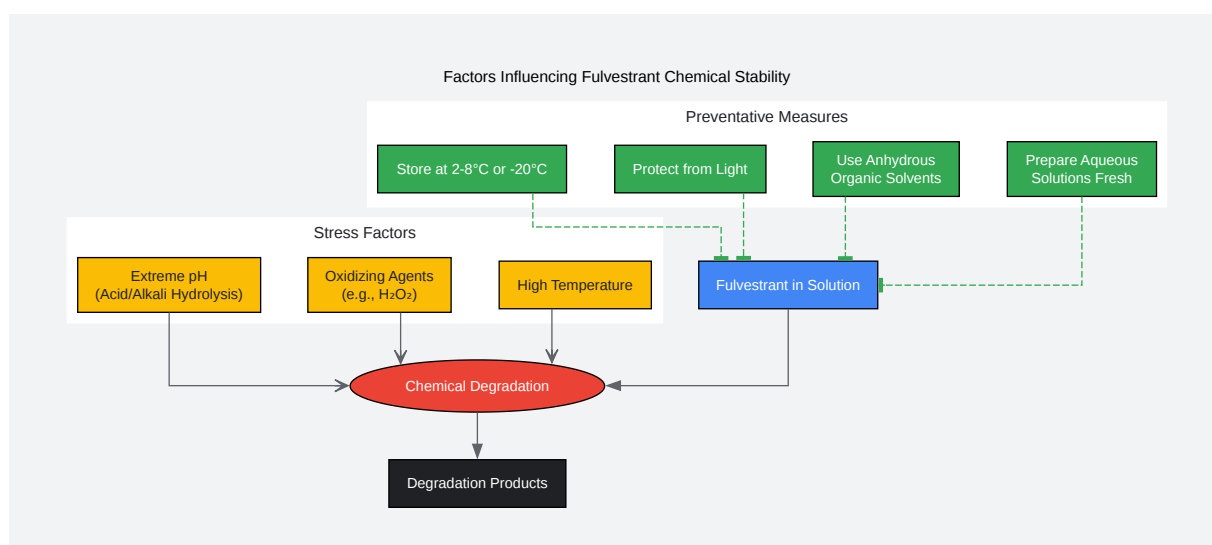 Factors Influencing Fulvestrant Chemical Stability
Preventative Measures
Store at 2-8°C or -20°C
Protect from Light
Use Anhydrous
Organic Solvents
Prepare Aqueous
Solutions Fresh
Stress Factors
Extreme pH
(Acid/Alkali Hydrolysis)
Oxidizing Agents
(e.g., H₂O₂)
High Temperature
Fulvestrant in Solution
Chemical Degradation
Degradation Products